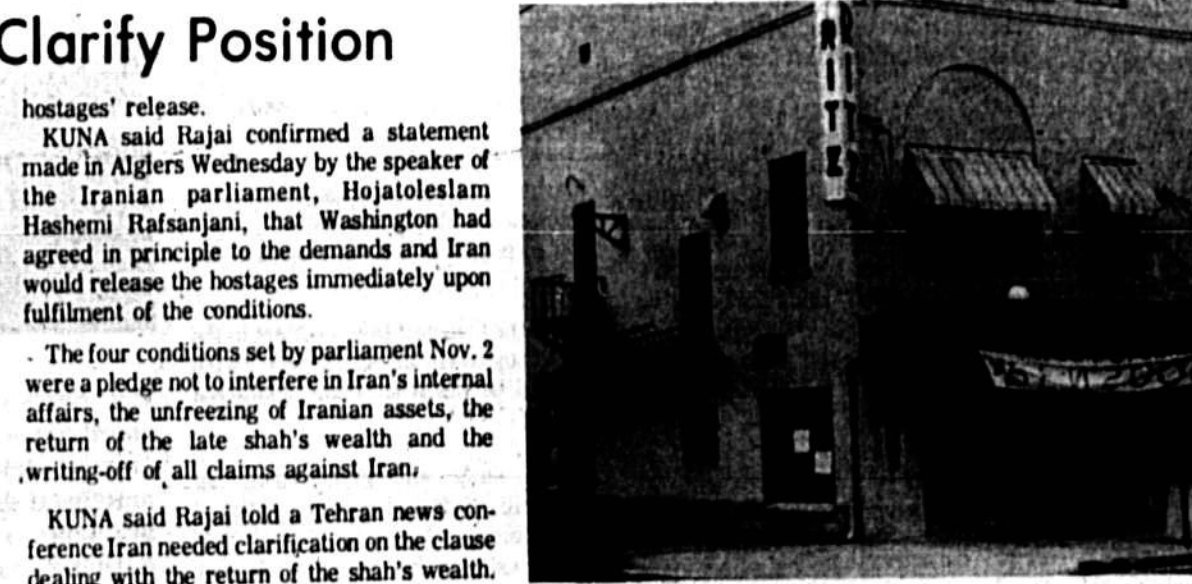 Clarify Position
hostages' release.
KUNA said Rajai confirmed a statement
made in Algiers Wednesday by the speaker of
the Iranian parliament, Hojatoleslam
Hashemi Rafsanjani, that Washington had
agreed in principle to the demands and Iran
would release the hostages immediately upon
fulfilment of the conditions.
The four conditions set by parliament Nov. 2
were a pledge not to interfere in Iran's internal
affairs, the unfreezing of Iranian assets, the
return of the late shah's wealth and the
writing-off of all claims against Iran.
KUNA said Rajai told a Tehran news con-
ference Iran needed clarification on the clause
dealing with the return of the shah's wealth.
RITZ